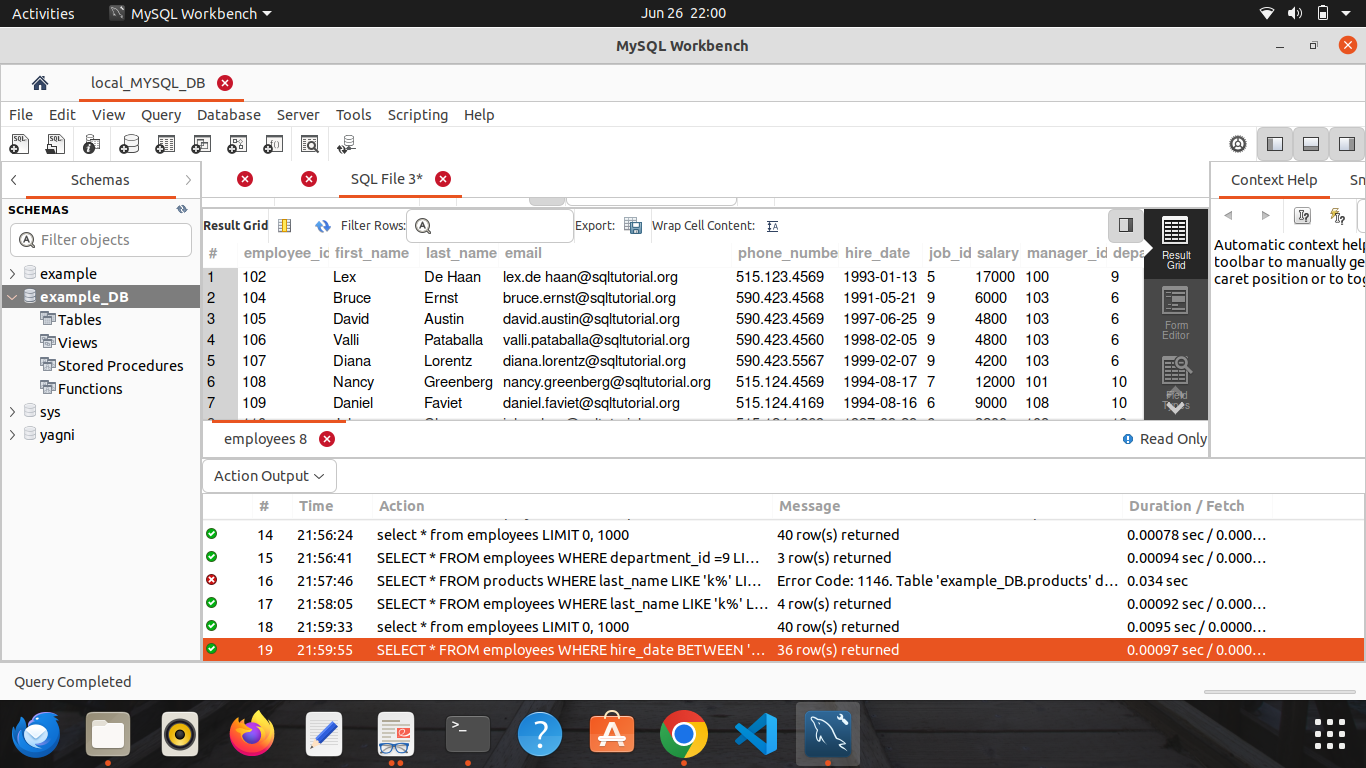 Activities MySQL Workbench Jun 26 22:00
MySQL Workbench
local_MYSQL_DB
File Edit View Query Database Server Tools Scripting Help
Schemas SQL File 3* Context Help Sn
SCHEMAS
Filter objects
example
example_DB
Tables
Views
Stored Procedures
Functions
sys
yagni
Result Grid Filter Rows: Export: Wrap Cell Content:
# employee_id first_name last_name email phone_numbe hire_date job_id salary manager_id depa
1 102 Lex De Haan lex.de haan@sqltutorial.org 515.123.4569 1993-01-13 5 17000 100 9
2 104 Bruce Ernst bruce.ernst@sqltutorial.org 590.423.4568 1991-05-21 9 6000 103 6
3 105 David Austin david.austin@sqltutorial.org 590.423.4569 1997-06-25 9 4800 103 6
4 106 Valli Pataballa valli.pataballa@sqltutorial.org 590.423.4560 1998-02-05 9 4800 103 6
5 107 Diana Lorentz diana.lorentz@sqltutorial.org 590.423.5567 1999-02-07 9 4200 103 6
6 108 Nancy Greenberg nancy.greenberg@sqltutorial.org 515.124.4569 1994-08-17 7 12000 101 10
7 109 Daniel Faviet daniel.faviet@sqltutorial.org 515.124.4169 1994-08-16 6 9000 108 10
Result
Grid
Form
Editor
Field
Types
Automatic context help
toolbar to manually ge
caret position or to tog
employees 8 Read Only
Action Output
# Time Action Message Duration / Fetch
14 21:56:24 select * from employees LIMIT 0, 1000 40 row(s) returned 0.00078 sec / 0.000...
15 21:56:41 SELECT * FROM employees WHERE department_id =9 LI... 3 row(s) returned 0.00094 sec / 0.000...
16 21:57:46 SELECT * FROM products WHERE last_name LIKE 'k%' LI... Error Code: 1146. Table 'example_DB.products' d... 0.034 sec
17 21:58:05 SELECT * FROM employees WHERE last_name LIKE 'k%' L... 4 row(s) returned 0.00092 sec / 0.000...
18 21:59:33 select * from employees LIMIT 0, 1000 40 row(s) returned 0.0095 sec / 0.000...
19 21:59:55 SELECT * FROM employees WHERE hire_date BETWEEN '... 36 row(s) returned 0.00097 sec / 0.000...
Query Completed